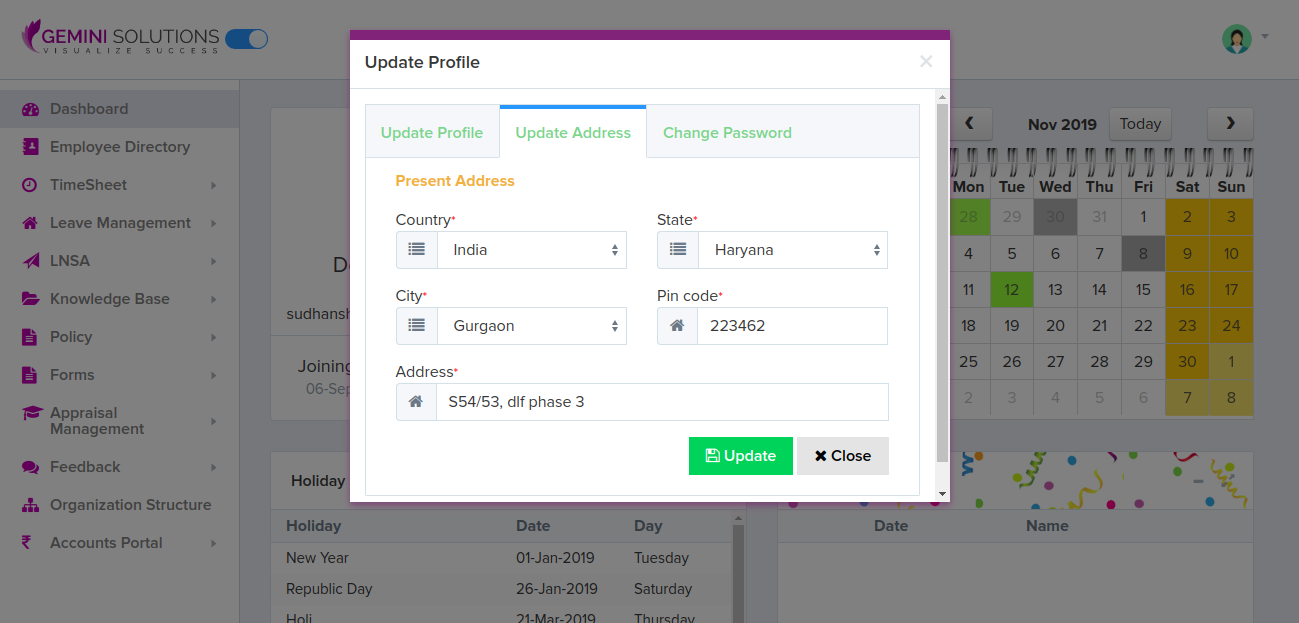 GEMINI SOLUTIONS
VISUALIZE SUCCESS
Dashboard
Employee Directory
TimeSheet
Leave Management
LNSA
Knowledge Base
Policy
Forms
Appraisal
Management
Feedback
Organization Structure
Accounts Portal
Update Profile
×
Update Profile
Update Address
Change Password
Present Address
Country*
State*
India
Haryana
City*
Pin code*
Gurgaon
223462
Address*
S54/53, dlf phase 3
Update
Close
Joining
Nov 2019
Today
Mon Tue Wed Thu Fri Sat Sun
28 29 30 31 1 2 3
4 5 6 7 8 9 10
11 12 13 14 15 16 17
18 19 20 21 22 23 24
25 26 27 28 29 30 1
2 3 4 5 6 7 8
Holiday
Holiday Date Day
New Year 01-Jan-2019 Tuesday
Republic Day 26-Jan-2019 Saturday
Holi 21-Mar-2019 Thursday
Date Name